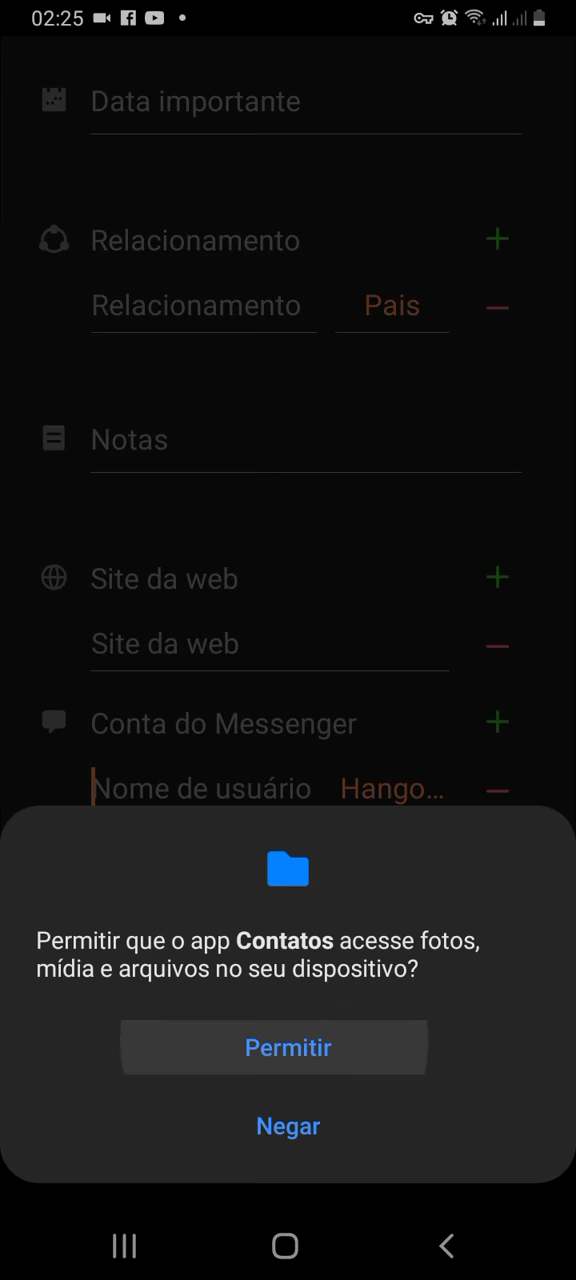 02:25
Data importante
Relacionamento
Relacionamento Pais
Notas
Site da web
Site da web
Conta do Messenger
Nome de usuário Hango...
Permitir que o app Contatos acesse fotos,
mídia e arquivos no seu dispositivo?
Permitir
Negar